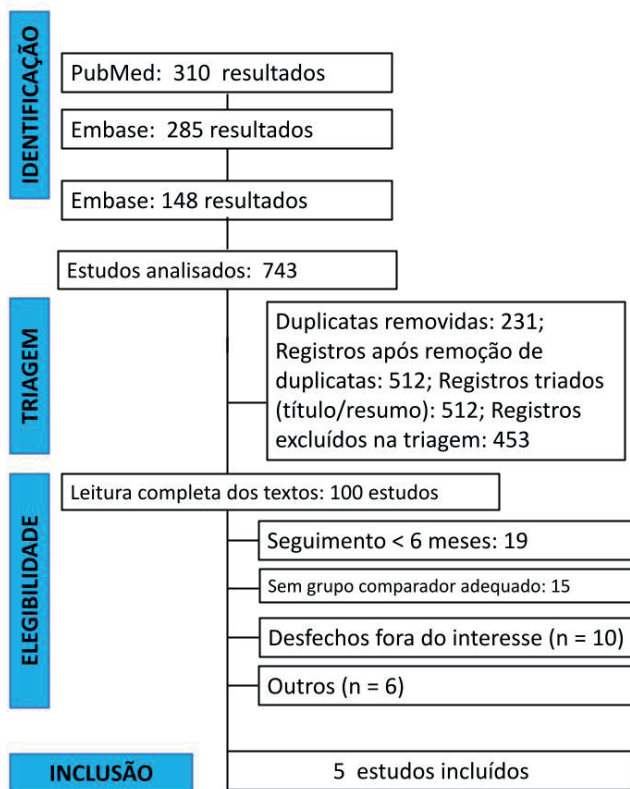 IDENTIFICAÇÃO
PubMed: 310 resultados
Embase: 285 resultados
Embase: 148 resultados
Estudos analisados: 743
TRIAGEM
Duplicatas removidas: 231;
Registros após remoção de
duplicatas: 512; Registros triados
(título/resumo): 512; Registros
excluídos na triagem: 453
ELEGIBILIDADE
Leitura completa dos textos: 100 estudos
Seguimento < 6 meses: 19
Sem grupo comparador adequado: 15
Desfechos fora do interesse (n = 10)
Outros (n = 6)
INCLUSÃO
5 estudos incluídos